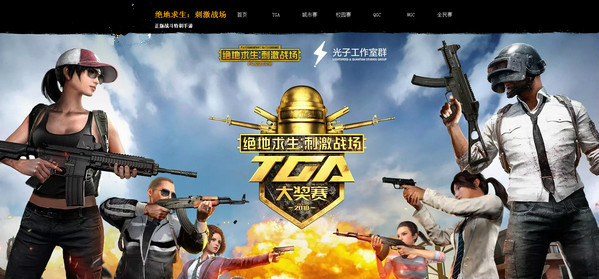 绝地求生：刺激战场
正版战斗特训手游
首页 TGA 城市赛 校园赛 QGC WGC 全民赛
绝地求生:刺激战场
光子工作室群
LIGHTSPEED & QUANTUM STUDIOS GROUP
绝地求生:刺激战场
TGA
大奖赛
2018